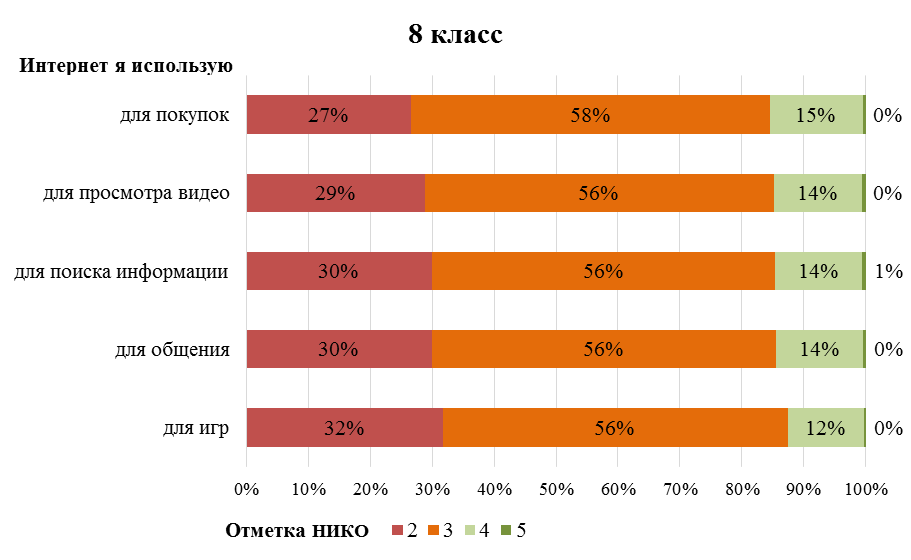 8 класс
Интернет я использую
для покупок 27% 58% 15% 0%
для просмотра видео 29% 56% 14% 0%
для поиска информации 30% 56% 14% 1%
для общения 30% 56% 14% 0%
для игр 32% 56% 12% 0%
0% 10% 20% 30% 40% 50% 60% 70% 80% 90% 100%
Отметка НИКО 2 3 4 5